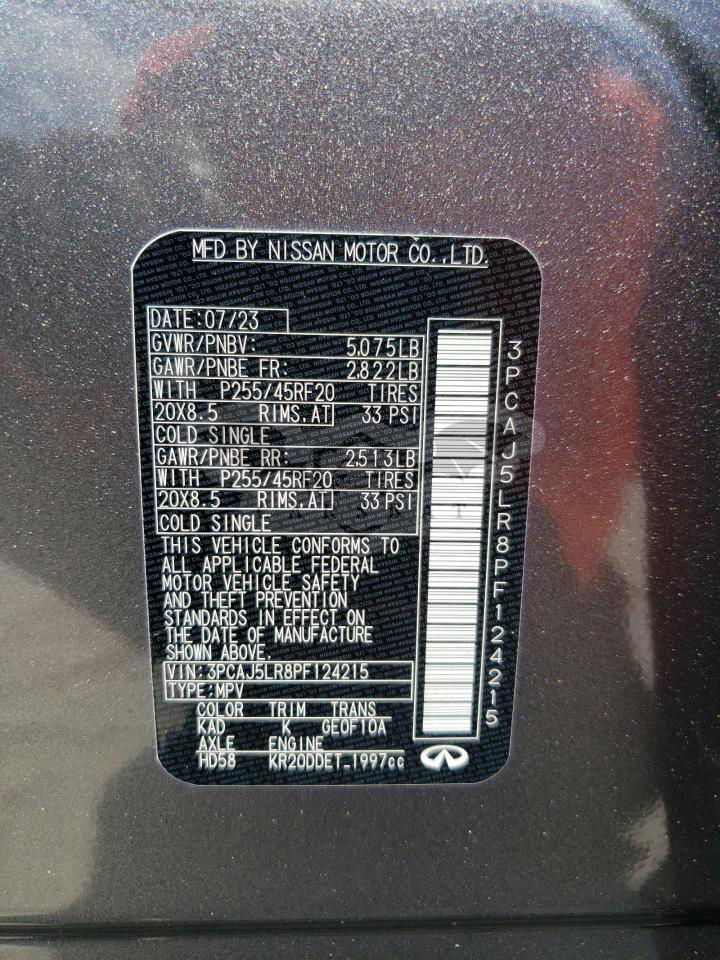 MFD BY NISSAN MOTOR CO.,LTD.
DATE:07/23
GVWR/PNBV: 5,075LB
GAWR/PNBE FR: 2,822LB
WITH P255/45RF20 TIRES
20X8.5 RIMS,AT 33 PSI
COLD SINGLE
GAWR/PNBE RR: 2,513LB
WITH P255/45RF20 TIRES
20X8.5 RIMS,AT 33 PSI
COLD SINGLE
THIS VEHICLE CONFORMS TO
ALL APPLICABLE FEDERAL
MOTOR VEHICLE SAFETY
AND THEFT PREVENTION
STANDARDS IN EFFECT ON
THE DATE OF MANUFACTURE
SHOWN ABOVE.
VIN:3PCAJ5LR8PF124215
TYPE:MPV
COLOR TRIM TRANS
KAD K GE0F10A
AXLE ENGINE
HD58 KR20DDET-1997cc
3PCAJ5LR8PF124215